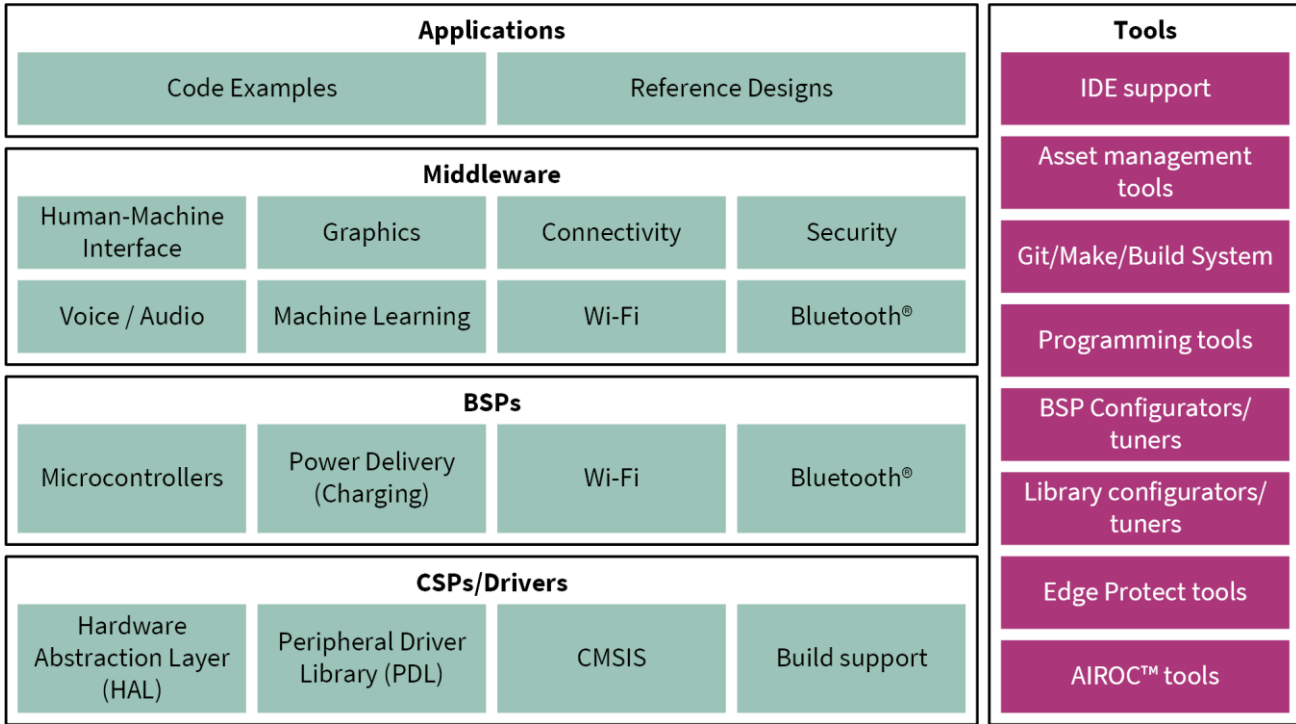 Applications
Code Examples
Reference Designs
Middleware
Human-Machine
Interface
Graphics
Connectivity
Security
Voice / Audio
Machine Learning
Wi-Fi
Bluetooth®
BSPs
Microcontrollers
Power Delivery
(Charging)
Wi-Fi
Bluetooth®
CSPs/Drivers
Hardware
Abstraction Layer
(HAL)
Peripheral Driver
Library (PDL)
CMSIS
Build support
Tools
IDE support
Asset management
tools
Git/Make/Build System
Programming tools
BSP Configurators/
tuners
Library configurators/
tuners
Edge Protect tools
AIROC™ tools